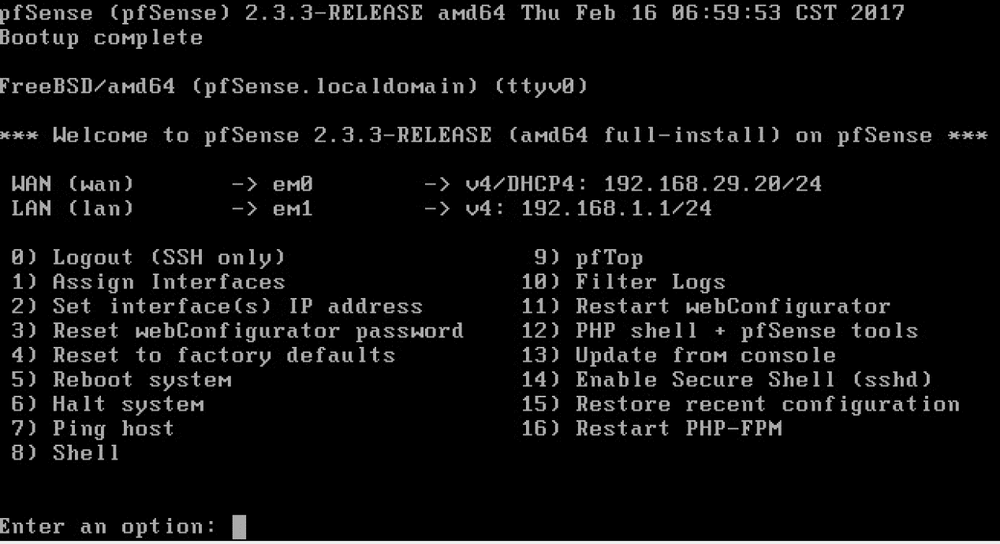 pfSense (pfSense) 2.3.3-RELEASE amd64 Thu Feb 16 06:59:53 CST 2017
Bootup complete
FreeBSD/amd64 (pfSense.localdomain) (ttyv0)
*** Welcome to pfSense 2.3.3-RELEASE (amd64 full-install) on pfSense ***
WAN (wan)       -> em0        -> v4/DHCP4: 192.168.29.20/24
LAN (lan)       -> em1        -> v4: 192.168.1.1/24
0) Logout (SSH only)                  9) pfTop
1) Assign Interfaces                 10) Filter Logs
2) Set interface(s) IP address       11) Restart webConfigurator
3) Reset webConfigurator password    12) PHP shell + pfSense tools
4) Reset to factory defaults         13) Update from console
5) Reboot system                     14) Enable Secure Shell (sshd)
6) Halt system                       15) Restore recent configuration
7) Ping host                         16) Restart PHP-FPM
8) Shell
Enter an option: